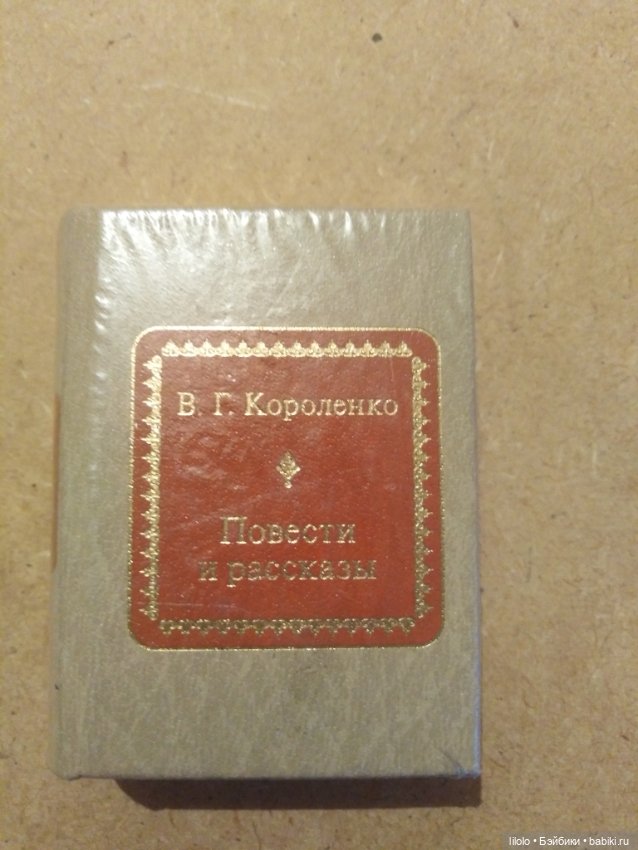 В. Г. Короленко
Повести
и рассказы
lilolo • Бэйбики • babiki.ru